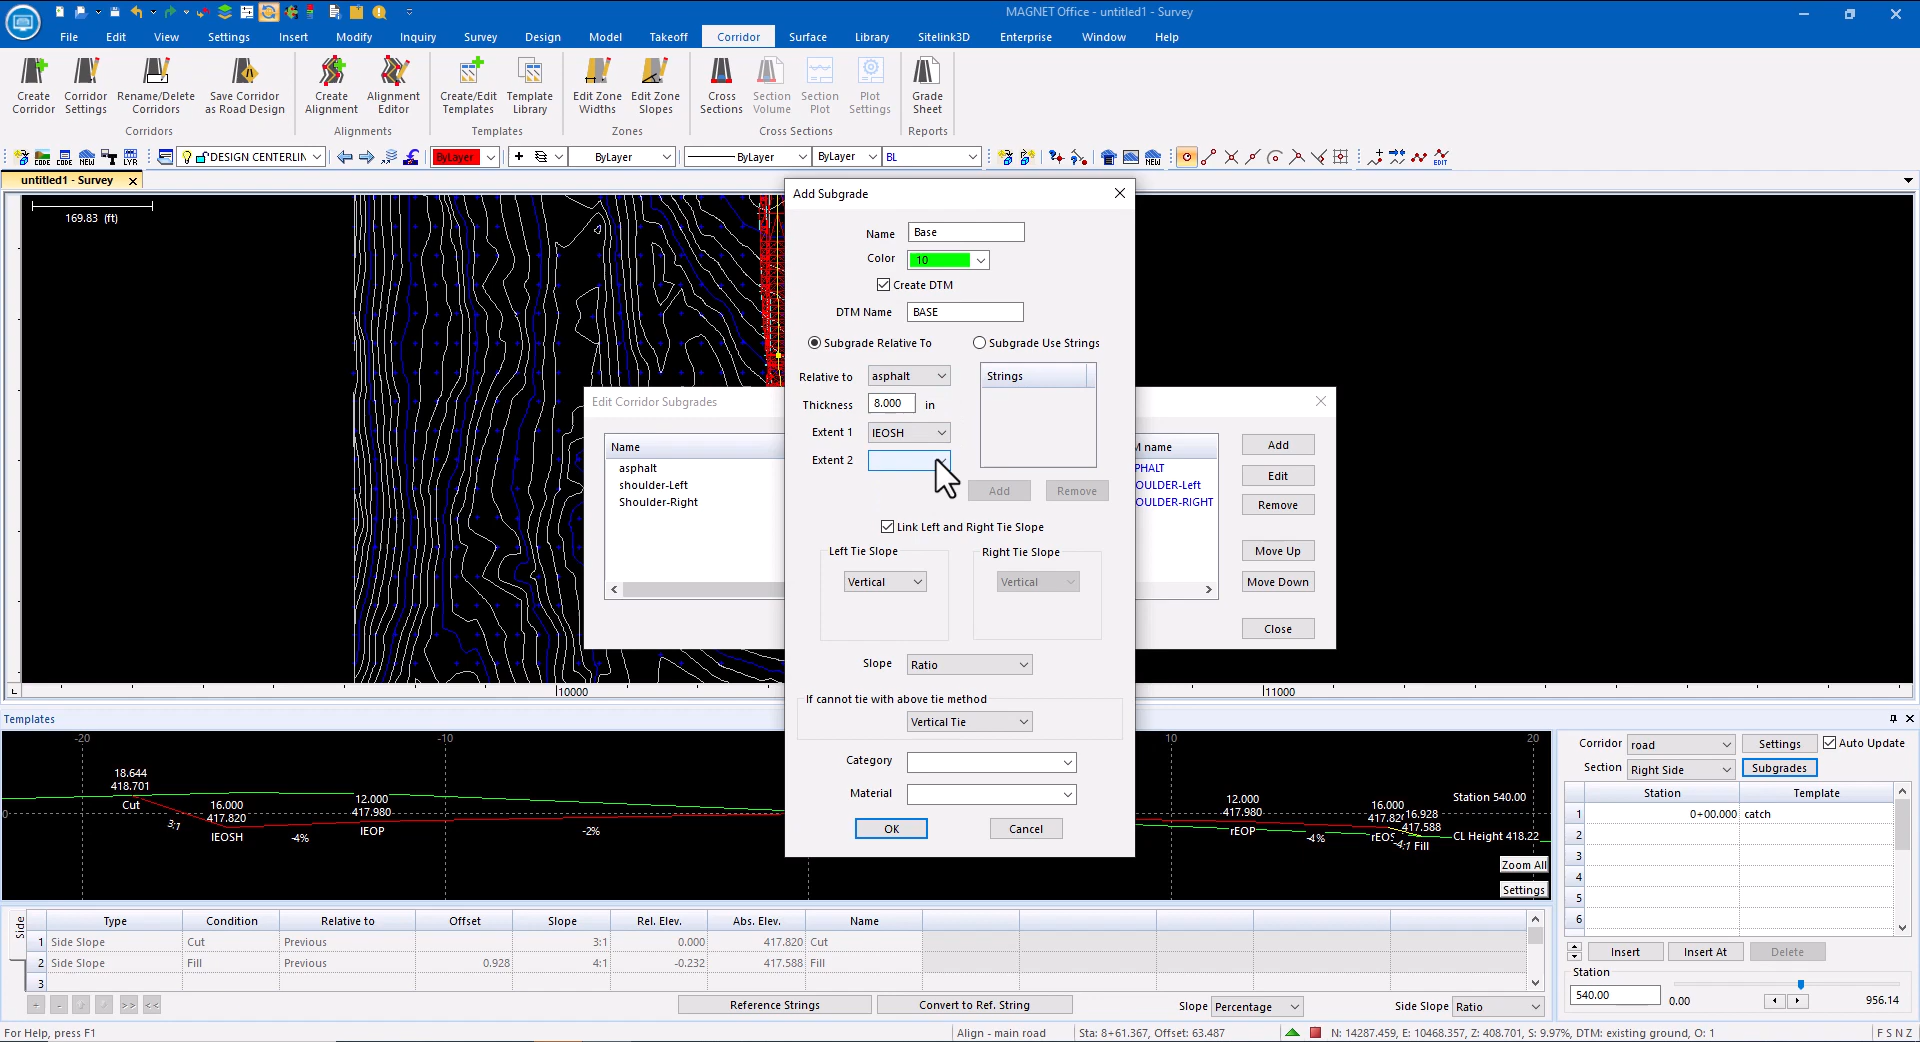 MAGNET Office - untitled1 - Survey
File Edit View Settings Insert Modify Inquiry Survey Design Model Takeoff Corridor Surface Library Sitelink3D Enterprise Window Help
Create Corridor
Corridor Settings
Rename/Delete Corridors
Save Corridor as Road Design
Create Alignment
Alignment Editor
Create/Edit Templates
Template Library
Edit Zone Widths
Edit Zone Slopes
Cross Sections
Section Volume
Section Plot
Plot Settings
Grade Sheet
Corridors Alignments Templates Zones Cross Sections Reports
CODE CODE NEW LYR DESIGN CENTERLIN ByLayer ByLayer ByLayer ByLayer BL NEW EDIT
untitled1 - Survey
169.83 (ft)
10000
11000
Add Subgrade
Name Base
Color 10
Create DTM
DTM Name BASE
Subgrade Relative To Subgrade Use Strings
Relative to asphalt Strings
Thickness 8.000 in
Extent 1 IEOSH
Extent 2
Add Remove
Link Left and Right Tie Slope
Left Tie Slope Right Tie Slope
Vertical Vertical
Slope Ratio
If cannot tie with above tie method
Vertical Tie
Category
Material
OK Cancel
Edit Corridor Subgrades
Name M name
asphalt PHALT
shoulder-Left OULDER-Left
Shoulder-Right OULDER-RIGHT
Add
Edit
Remove
Move Up
Move Down
Close
Templates
-20 -10 10 20
18.644
418.701
Cut
3:1
16.000
417.820
IEOSH
-4%
12.000
417.980
IEOP
-2%
12.000
417.980
rEOP
-4%
16.000
417.82
rEOS
16.928
417.588
-4:1 Fill
Station 540.00
CL Height 418.22
Zoom All
Settings
Corridor road Settings Auto Update
Section Right Side Subgrades
Station Template
1 0+00.000 catch
2
3
4
5
6
Insert Insert At Delete
Station
540.00 0.00 956.14
Side
Type Condition Relative to Offset Slope Rel. Elev. Abs. Elev. Name
1 Side Slope Cut Previous 3:1 0.000 417.820 Cut
2 Side Slope Fill Previous 0.928 4:1 -0.232 417.588 Fill
3
+ - >> << Reference Strings Convert to Ref. String Slope Percentage Side Slope Ratio
For Help, press F1 Align - main road Sta: 8+61.367, Offset: 63.487 N: 14287.459, E: 10468.357, Z: 408.701, S: 9.97%, DTM: existing ground, O: 1 F S N Z